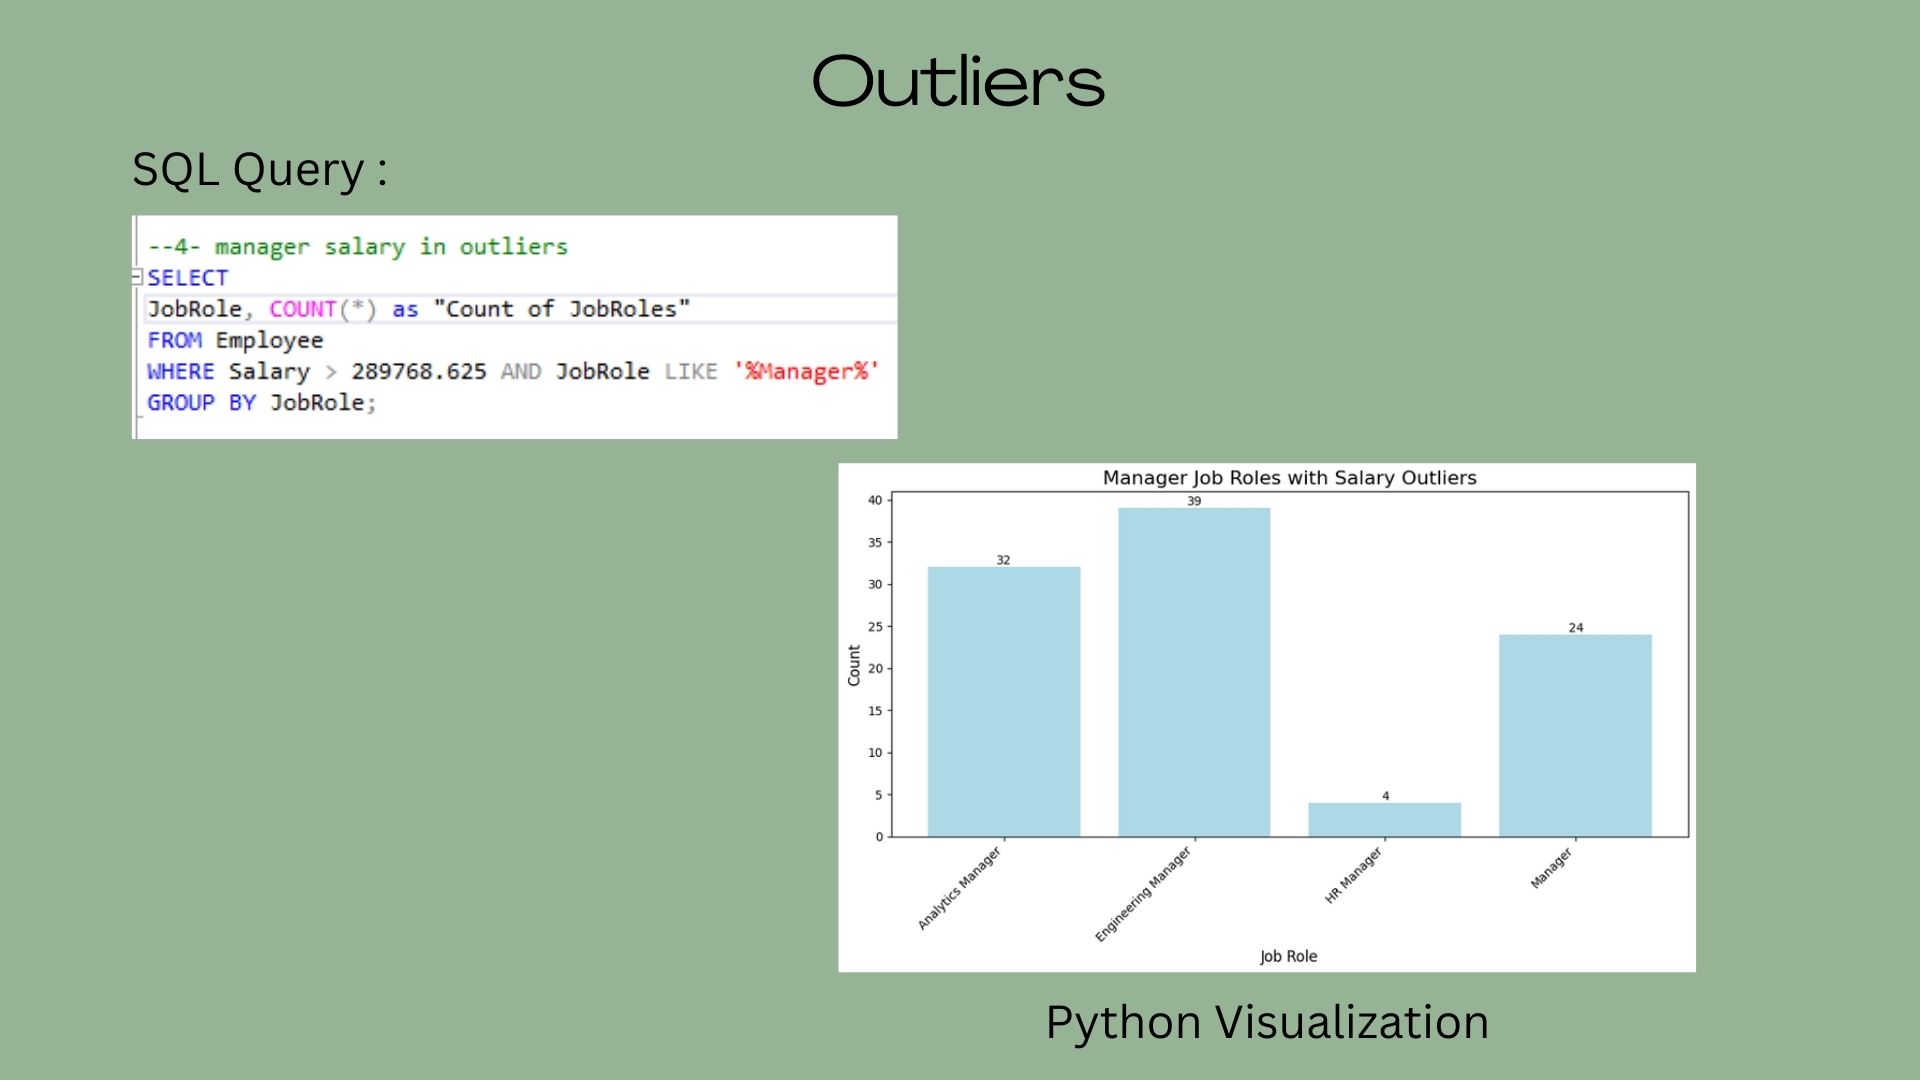 Outliers
SQL Query :
--4- manager salary in outliers
SELECT
JobRole, COUNT(*) as "Count of JobRoles"
FROM Employee
WHERE Salary > 289768.625 AND JobRole LIKE '%Manager%'
GROUP BY JobRole;
Manager Job Roles with Salary Outliers
40
35
30
25
20
15
10
5
0
Count
32
39
4
24
Analytics Manager
Engineering Manager
HR Manager
Manager
Job Role
Python Visualization